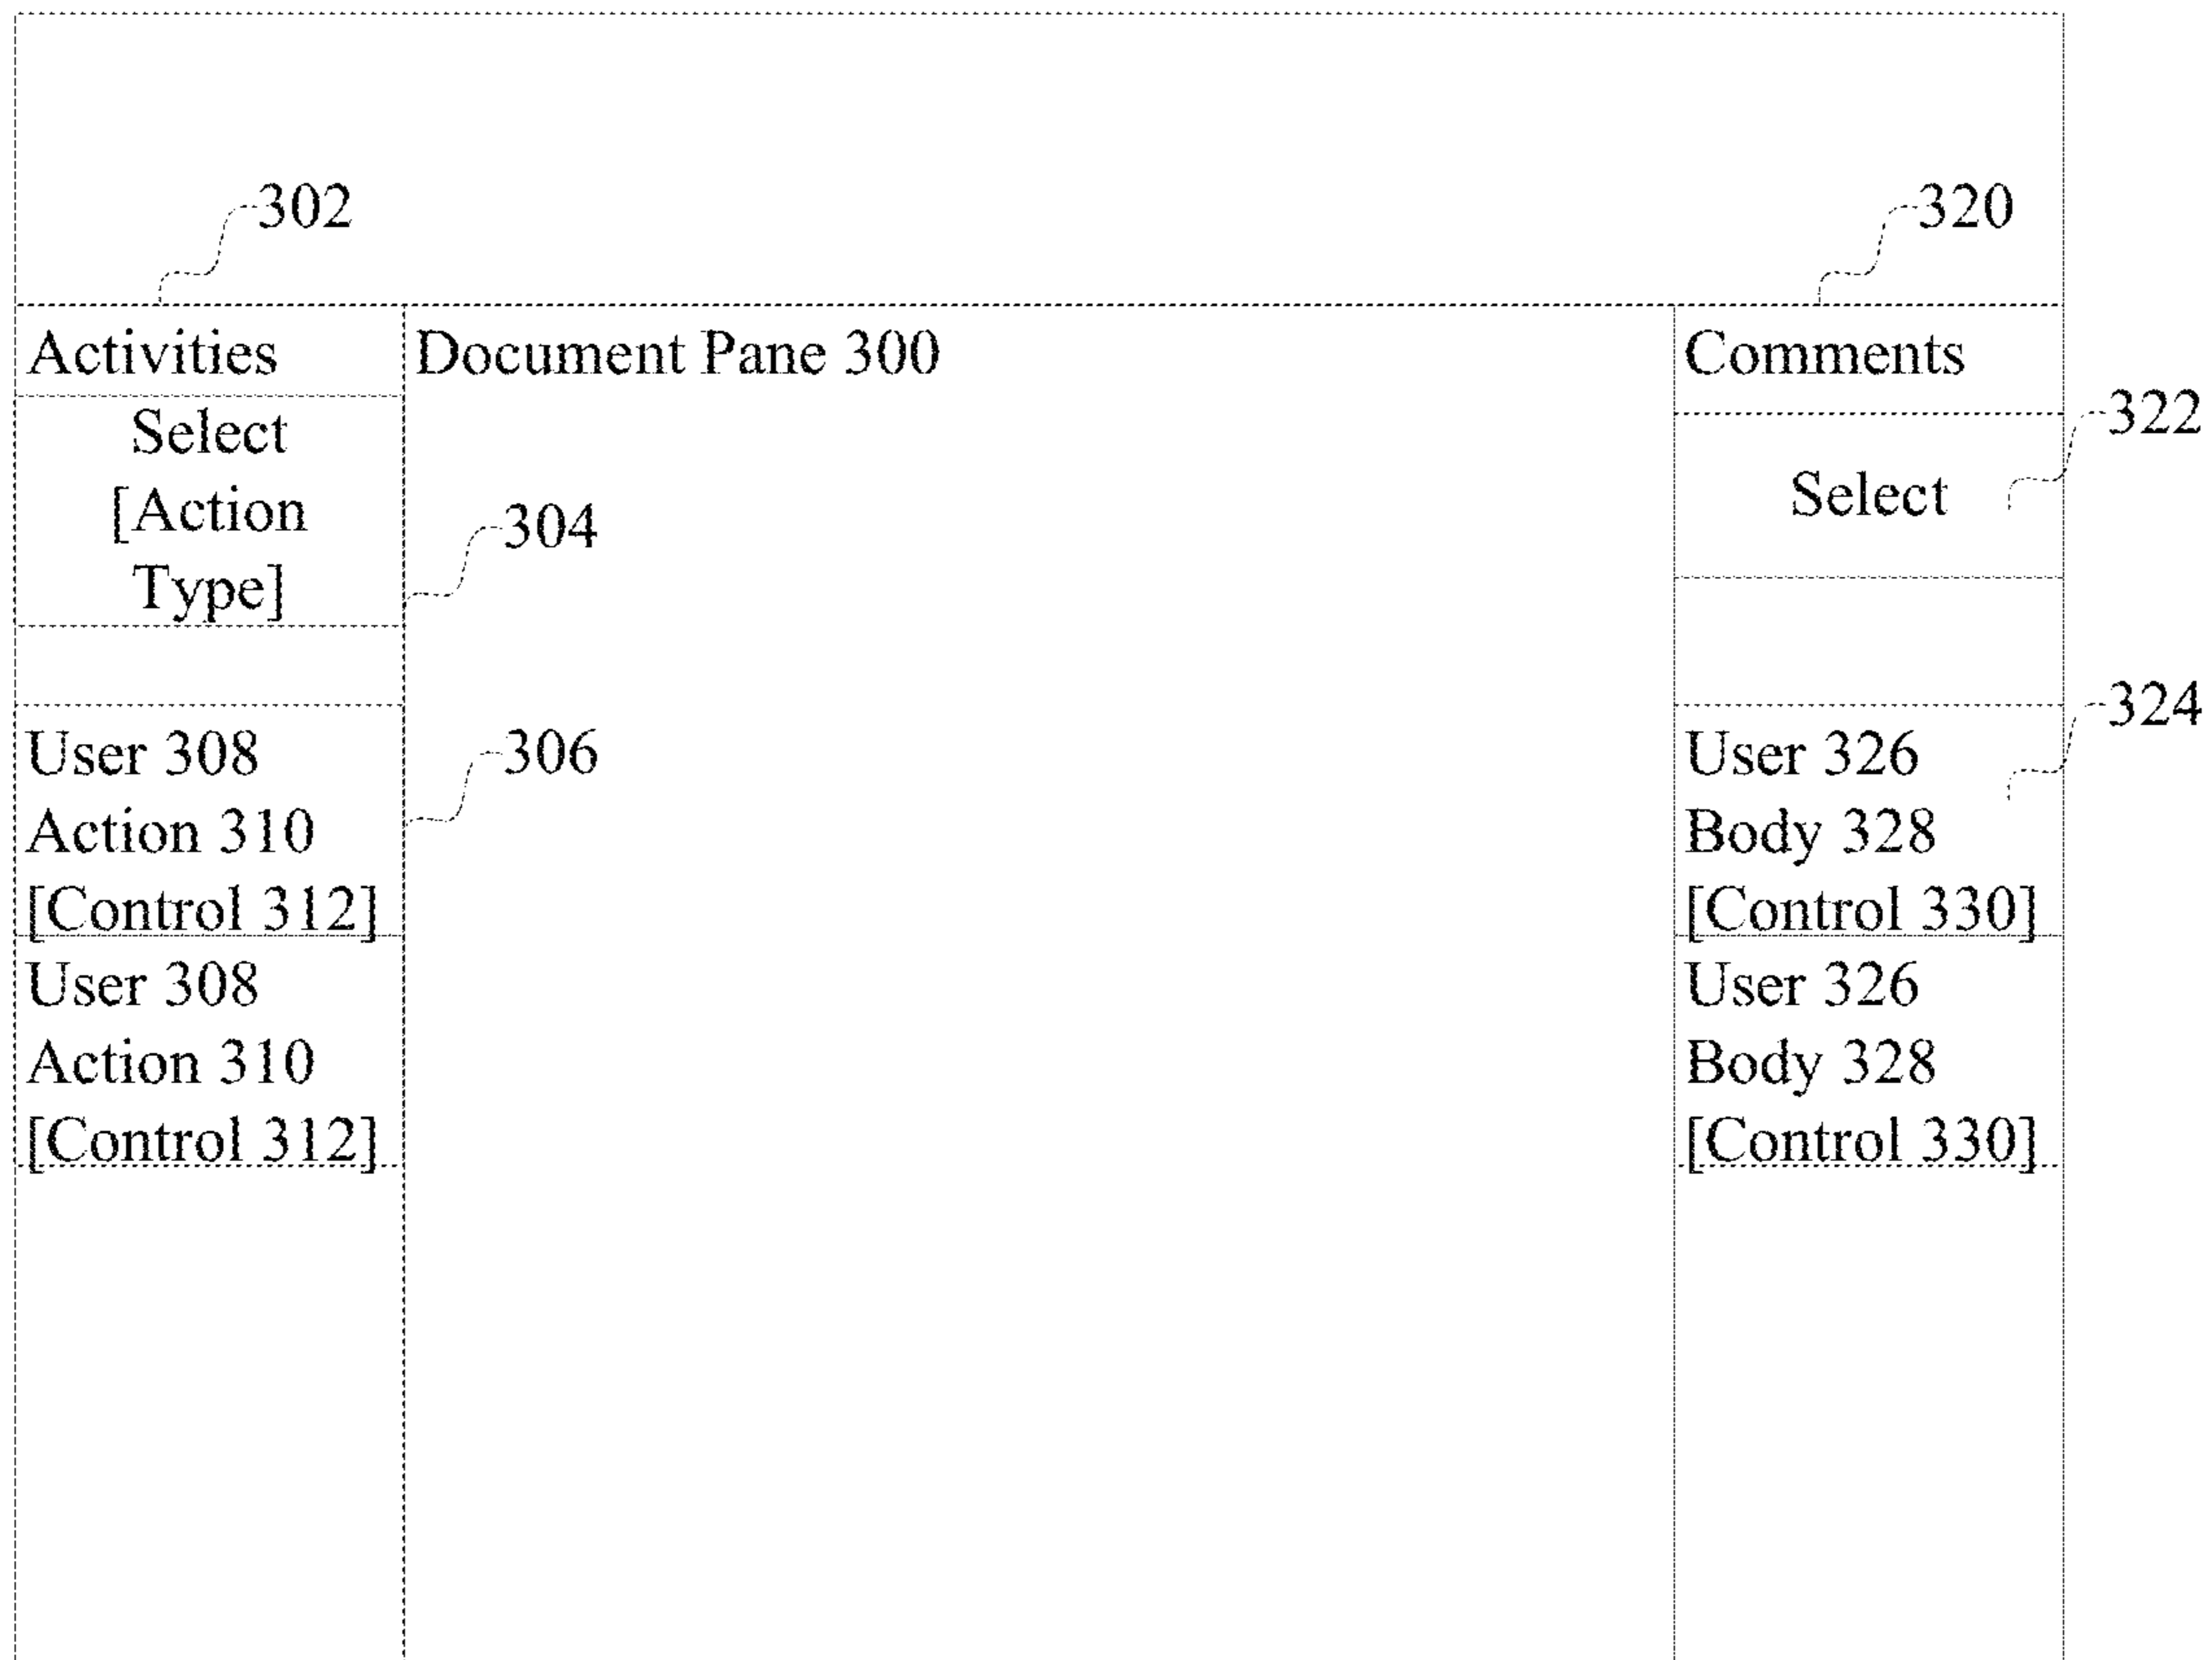 302
320
Activities
Document Pane 300
Comments
322
Select
[Action
Type]
304
Select
324
User 308
Action 310
[Control 312]
306
User 326
Body 328
[Control 330]
User 308
Action 310
[Control 312]
User 326
Body 328
[Control 330]